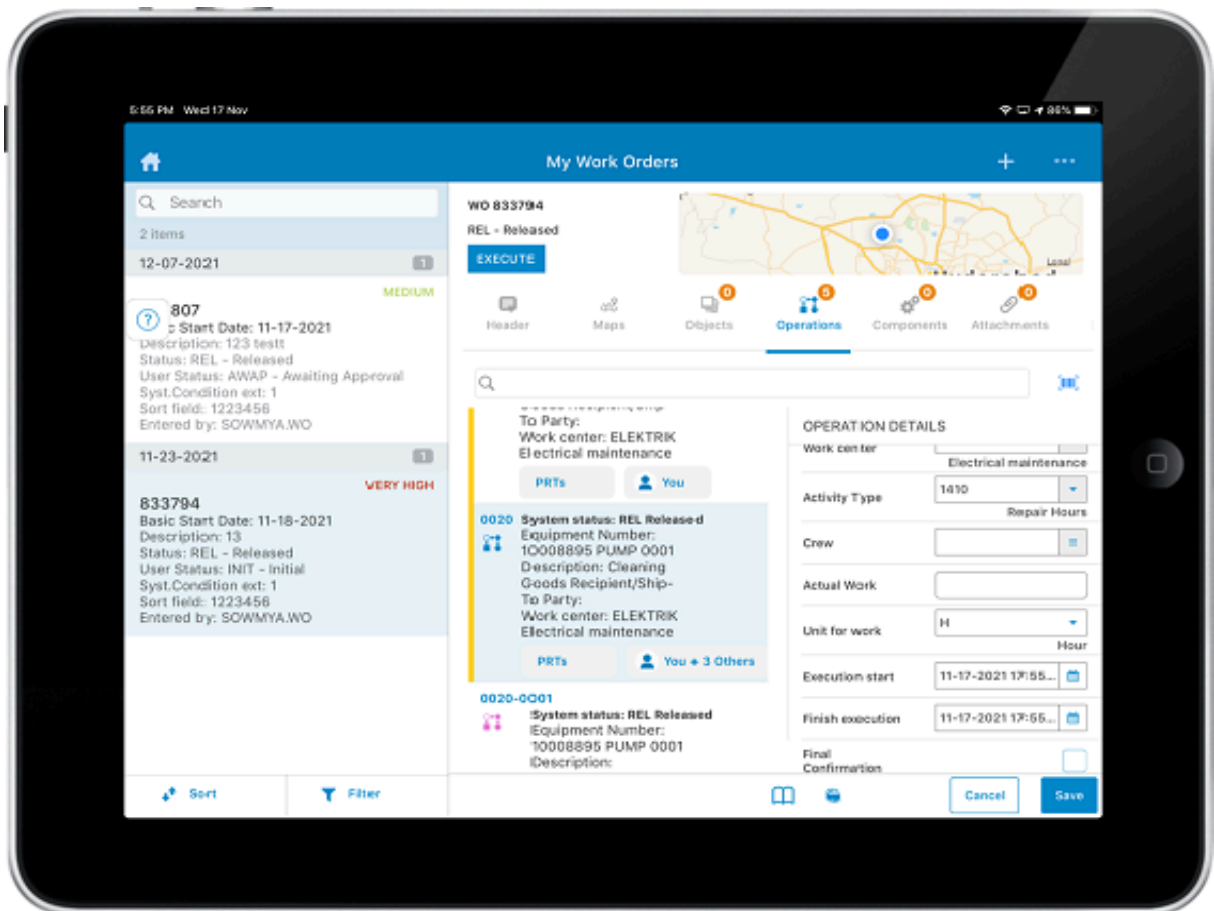 5:55 PM Wed 17 Nov
86%
My Work Orders
Search
2 items
12-07-2021
1
MEDIUM
807
Start Date: 11-17-2021
Description: 123 testt
Status: REL - Released
User Status: AWAP - Awaiting Approval
Syst.Condition ext: 1
Sort field: 1223456
Entered by: SOWMYA.WO
11-23-2021
1
VERY HIGH
833794
Basic Start Date: 11-18-2021
Description: 13
Status: REL - Released
User Status: INIT - Initial
Syst.Condition ext: 1
Sort field: 1223456
Entered by: SOWMYA.WO
Sort
Filter
WO 833794
REL - Released
EXECUTE
Legal
Header
Maps
0
Objects
5
Operations
0
Components
0
Attachments
To Party:
Work center: ELEKTRIK
Electrical maintenance
PRTs
You
0020 System status: REL Released
Equipment Number:
10008895 PUMP 0001
Description: Cleaning
Goods Recipient/Ship-
To Party:
Work center: ELEKTRIK
Electrical maintenance
PRTs
You + 3 Others
0020-0001
System status: REL Released
Equipment Number:
10008895 PUMP 0001
Description:
OPERATION DETAILS
Work center
Electrical maintenance
Activity Type
1410
Repair Hours
Crew
Actual Work
Unit for work
H
Hour
Execution start
11-17-2021 17:55...
Finish execution
11-17-2021 17:55...
Final
Confirmation
Cancel
Save